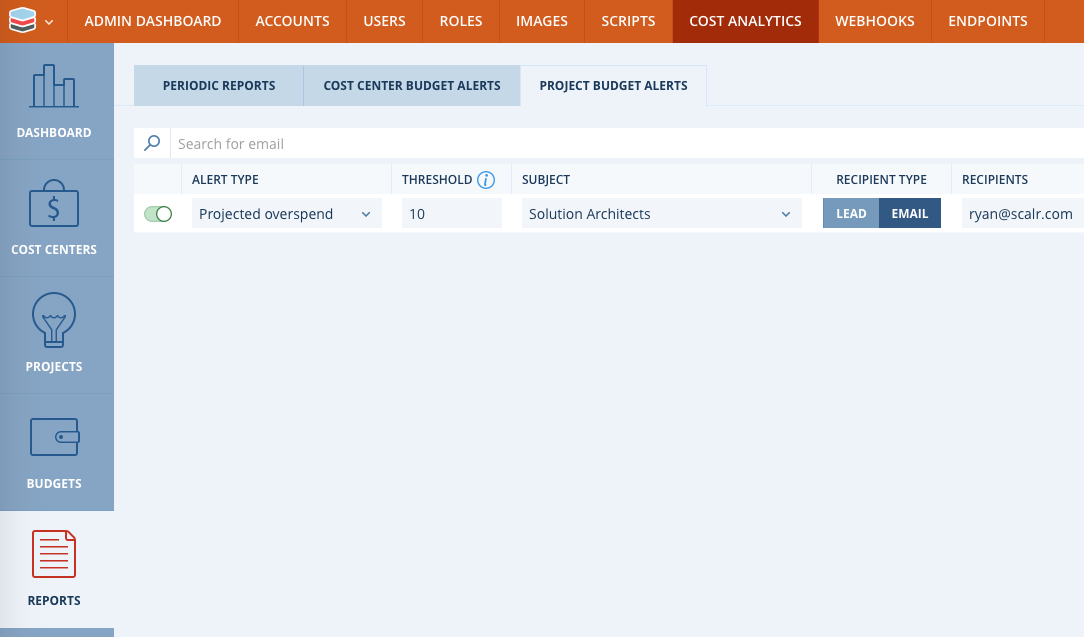 ADMIN DASHBOARD ACCOUNTS USERS ROLES IMAGES SCRIPTS COST ANALYTICS WEBHOOKS ENDPOINTS
DASHBOARD
COST CENTERS
PROJECTS
BUDGETS
REPORTS
PERIODIC REPORTS COST CENTER BUDGET ALERTS PROJECT BUDGET ALERTS
Search for email
ALERT TYPE THRESHOLD i SUBJECT RECIPIENT TYPE RECIPIENTS
Projected overspend 10 Solution Architects LEAD EMAIL ryan@scalr.com